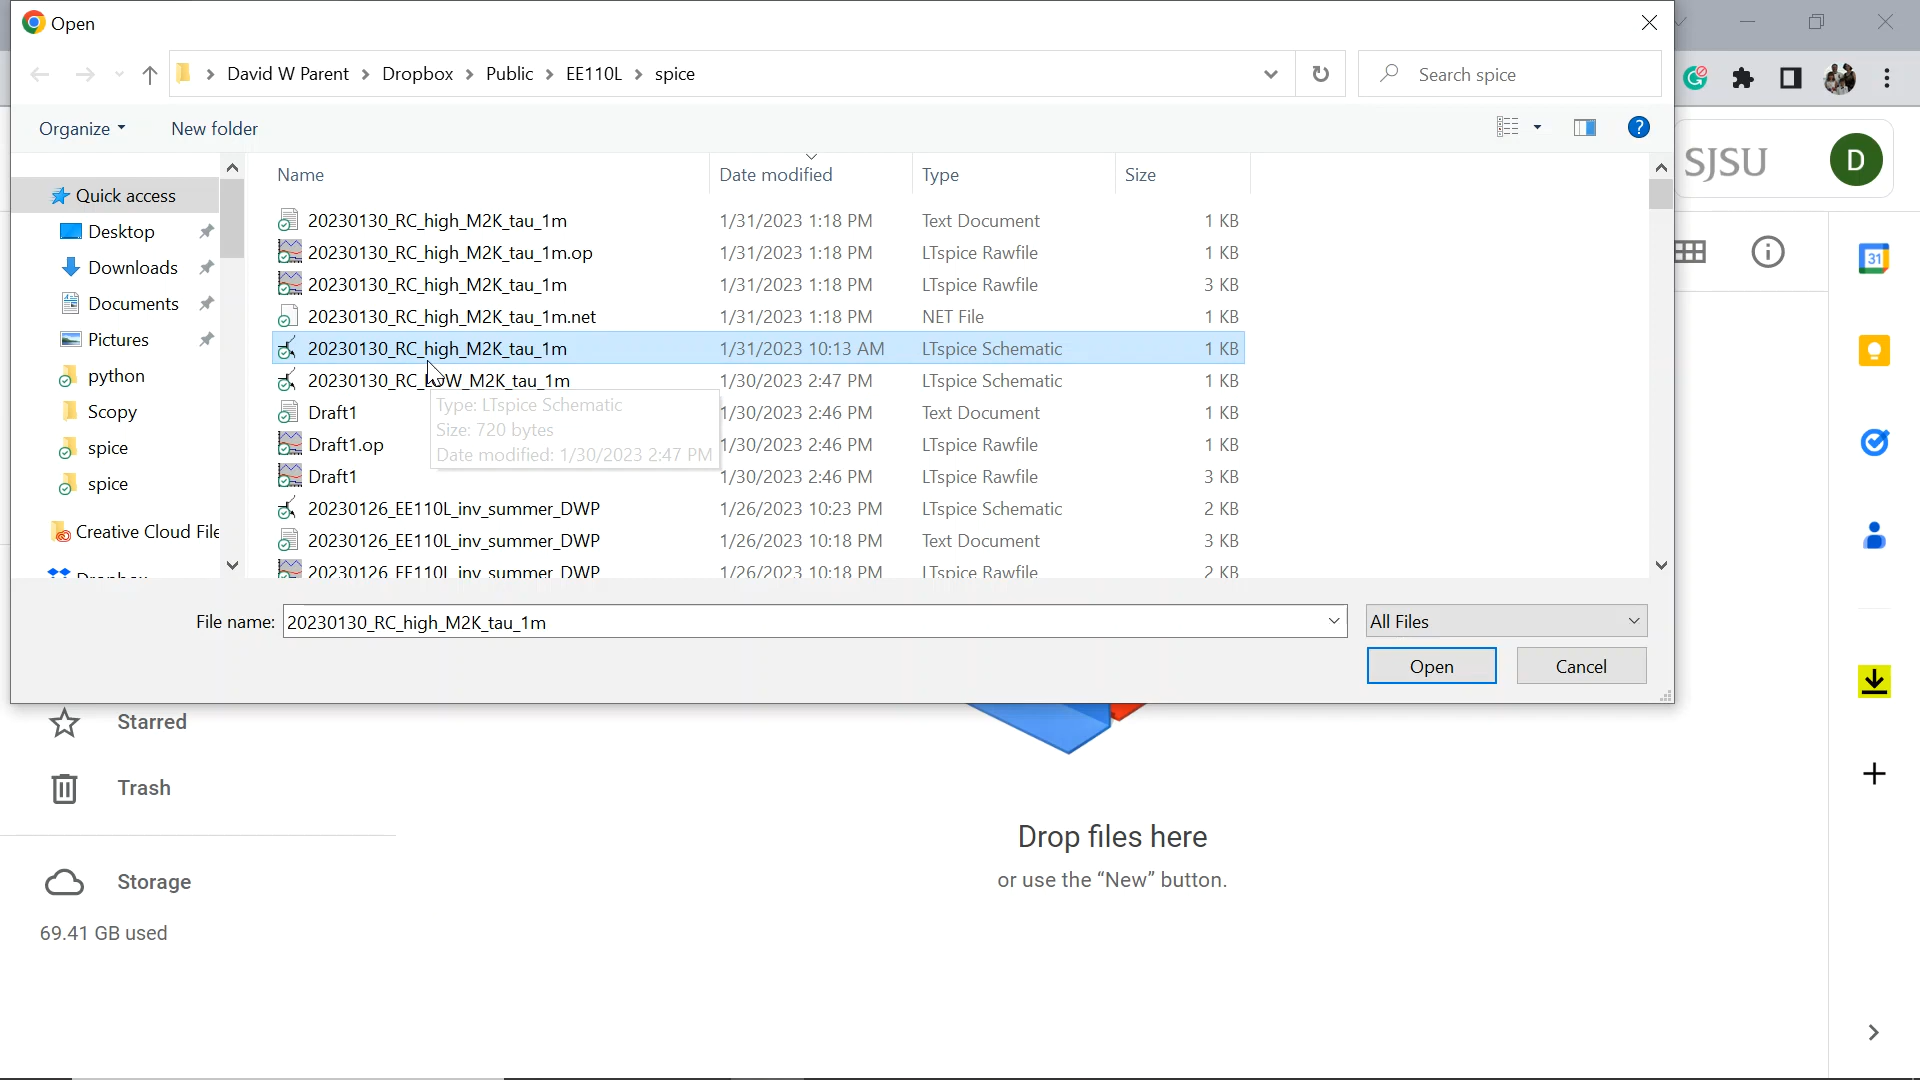 Open
David W Parent > Dropbox > Public > EE110L > spice
Search spice
Organize
New folder
SJSU
D
Name Date modified Type Size
Quick access
Desktop
Downloads
Documents
Pictures
python
Scopy
spice
spice
Creative Cloud File
20230130_RC_high_M2K_tau_1m 1/31/2023 1:18 PM Text Document 1 KB
20230130_RC_high_M2K_tau_1m.op 1/31/2023 1:18 PM LTspice Rawfile 1 KB
20230130_RC_high_M2K_tau_1m 1/31/2023 1:18 PM LTspice Rawfile 3 KB
20230130_RC_high_M2K_tau_1m.net 1/31/2023 1:18 PM NET File 1 KB
20230130_RC_high_M2K_tau_1m 1/31/2023 10:13 AM LTspice Schematic 1 KB
20230130_RC_LOW_M2K_tau_1m 1/30/2023 2:47 PM LTspice Schematic 1 KB
Draft1 1/30/2023 2:46 PM Text Document 1 KB
Draft1.op 1/30/2023 2:46 PM LTspice Rawfile 1 KB
Draft1 1/30/2023 2:46 PM LTspice Rawfile 3 KB
20230126_EE110L_inv_summer_DWP 1/26/2023 10:23 PM LTspice Schematic 2 KB
20230126_EE110L_inv_summer_DWP 1/26/2023 10:18 PM Text Document 3 KB
20230126_EE110L_inv_summer_DWP 1/26/2023 10:18 PM LTspice Rawfile 2 KB
Type: LTspice Schematic
Size: 720 bytes
Date modified: 1/30/2023 2:47 PM
31
File name: 20230130_RC_high_M2K_tau_1m
All Files
Open
Cancel
Starred
Trash
Storage
69.41 GB used
Drop files here
or use the “New” button.